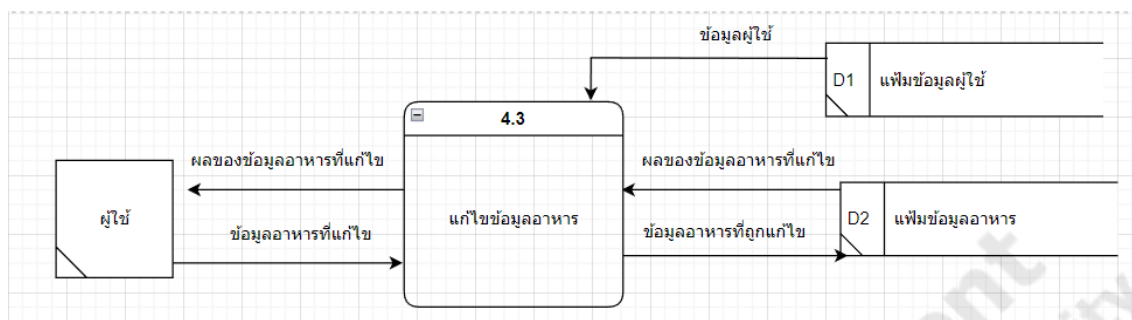 ข้อมูลผู้ใช้
D1 แฟ้มข้อมูลผู้ใช้
4.3
ผลของข้อมูลอาหารที่แก้ไข
ผลของข้อมูลอาหารที่แก้ไข
ผู้ใช้
แก้ไขข้อมูลอาหาร
D2 แฟ้มข้อมูลอาหาร
ข้อมูลอาหารที่แก้ไข
ข้อมูลอาหารที่ถูกแก้ไข